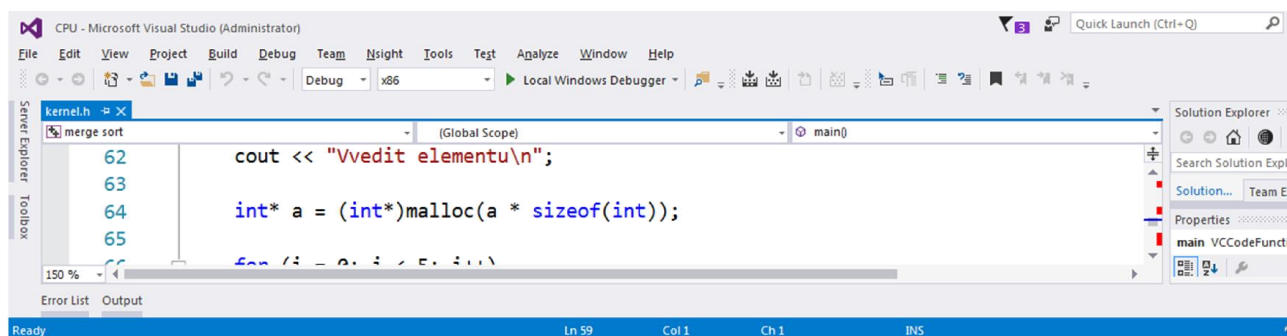 CPU - Microsoft Visual Studio (Administrator)
3
Quick Launch (Ctrl+Q)
File Edit View Project Build Debug Team Nsight Tools Test Analyze Window Help
Debug x86 Local Windows Debugger
Server Explorer
Toolbox
kernel.h
merge sort (Global Scope) main()
62 cout << "Vvedit elementu\n";
63
64 int* a = (int*)malloc(a * sizeof(int));
65
150 %
Solution Explorer
Search Solution Expl
Solution... Team E
Properties
main VCCodeFuncti
Error List Output
Ready Ln 59 Col 1 Ch 1 INS